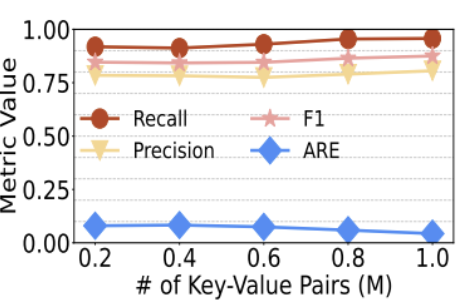 1.00
0.75
0.50
0.25
0.00
Metric Value
Recall
F1
Precision
ARE
0.2 0.4 0.6 0.8 1.0
# of Key-Value Pairs (M)